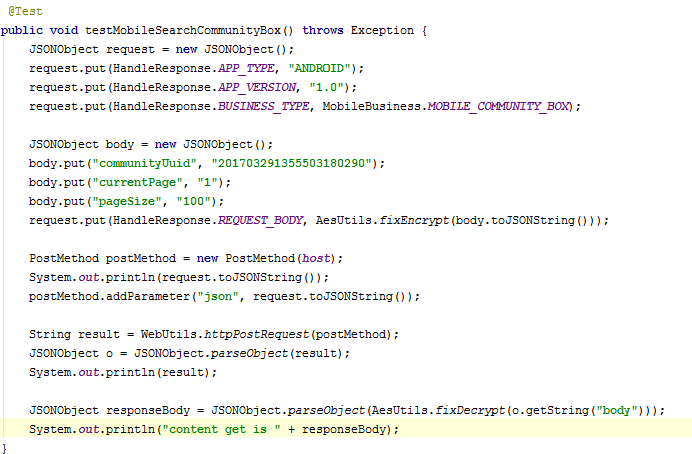 @Test
public void testMobileSearchCommunityBox() throws Exception {
    JSONObject request = new JSONObject();
    request.put(HandleResponse.APP_TYPE, "ANDROID");
    request.put(HandleResponse.APP_VERSION, "1.0");
    request.put(HandleResponse.BUSINESS_TYPE, MobileBusiness.MOBILE_COMMUNITY_BOX);

    JSONObject body = new JSONObject();
    body.put("communityUuid", "201703291355503180290");
    body.put("currentPage", "1");
    body.put("pageSize", "100");
    request.put(HandleResponse.REQUEST_BODY, AesUtils.fixEncrypt(body.toJSONString()));

    PostMethod postMethod = new PostMethod(host);
    System.out.println(request.toJSONString());
    postMethod.addParameter("json", request.toJSONString());

    String result = WebUtils.httpPostRequest(postMethod);
    JSONObject o = JSONObject.parseObject(result);
    System.out.println(result);

    JSONObject responseBody = JSONObject.parseObject(AesUtils.fixDecrypt(o.getString("body")));
    System.out.println("content get is " + responseBody);
}